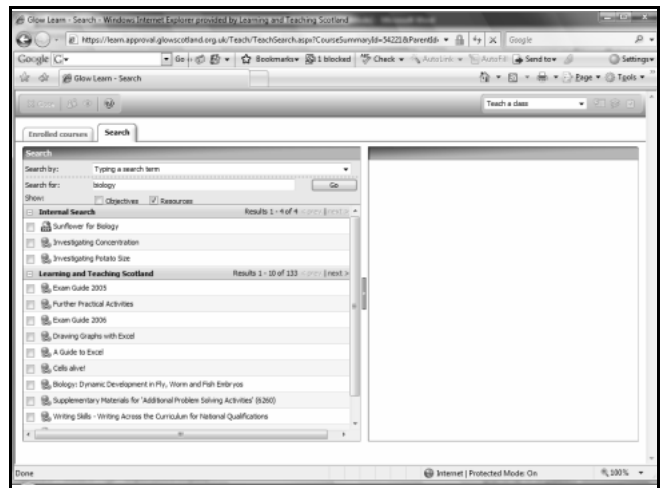 Glow Learn - Search - Windows Internet Explorer provided by Learning and Teaching Scotland
https://learn.approval.glowscotland.org.uk/Teach/TeachSearch.aspx?CourseSummaryId=34221&ParentId= Google
Google Go Bookmarks 1 blocked Check AutoLink AutoFill Send to Settings
Glow Learn - Search Page Tools
Teach a class
Enrolled courses Search
Search
Search by: Typing a search term
Search for: biology Go
Show: Objectives Resources
Internal Search Results 1 - 4 of 4 < prev | next >
Sunflower for Biology
Investigating Concentration
Investigating Potato Size
Learning and Teaching Scotland Results 1 - 10 of 133 < prev | next >
Exam Guide 2005
Further Practical Activities
Exam Guide 2006
Drawing Graphs with Excel
A Guide to Excel
Cells alive!
Biology: Dynamic Development in Fly, Worm and Fish Embryos
Supplementary Materials for 'Additional Problem Solving Activities' (6260)
Writing Skills - Writing Across the Curriculum for National Qualifications
Done Internet | Protected Mode: On 100%